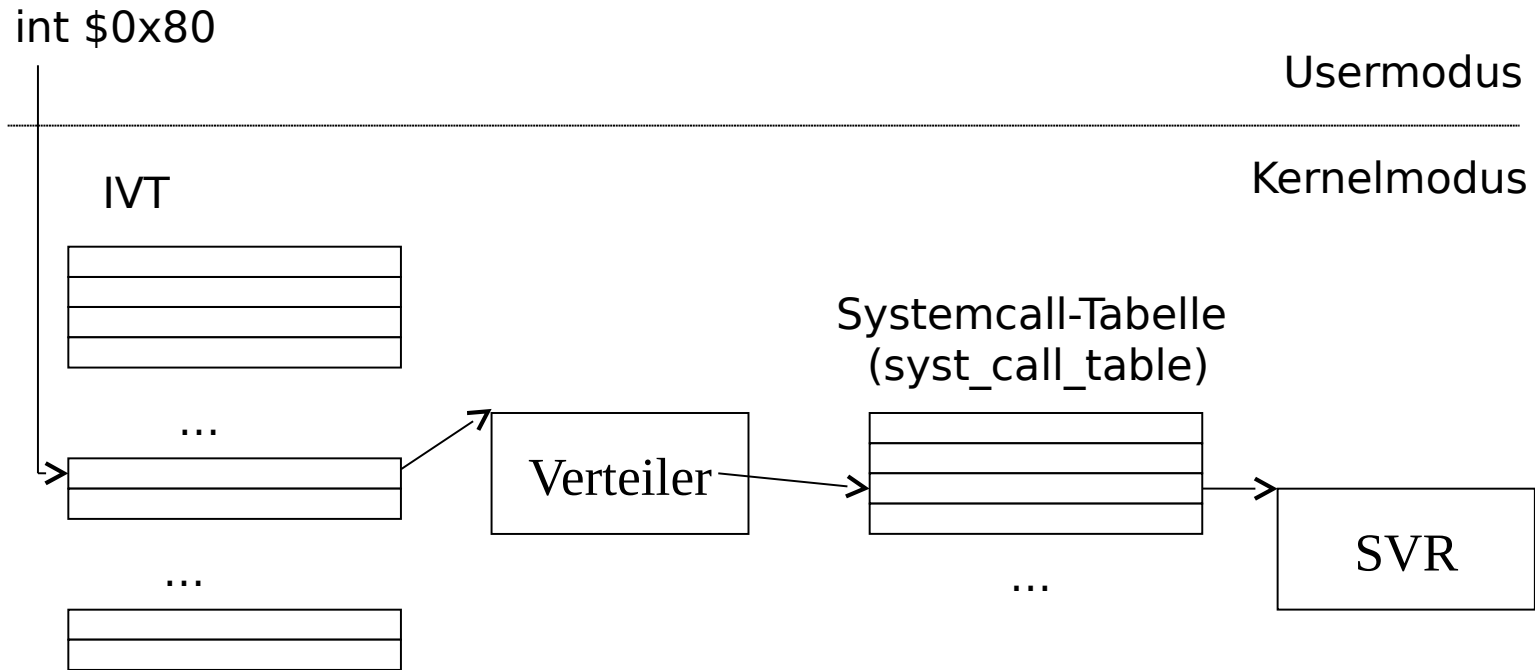 int $0x80
Usermodus
Kernelmodus
IVT
Systemcall-Tabelle
(syst_call_table)
...
Verteiler
SVR
...
...